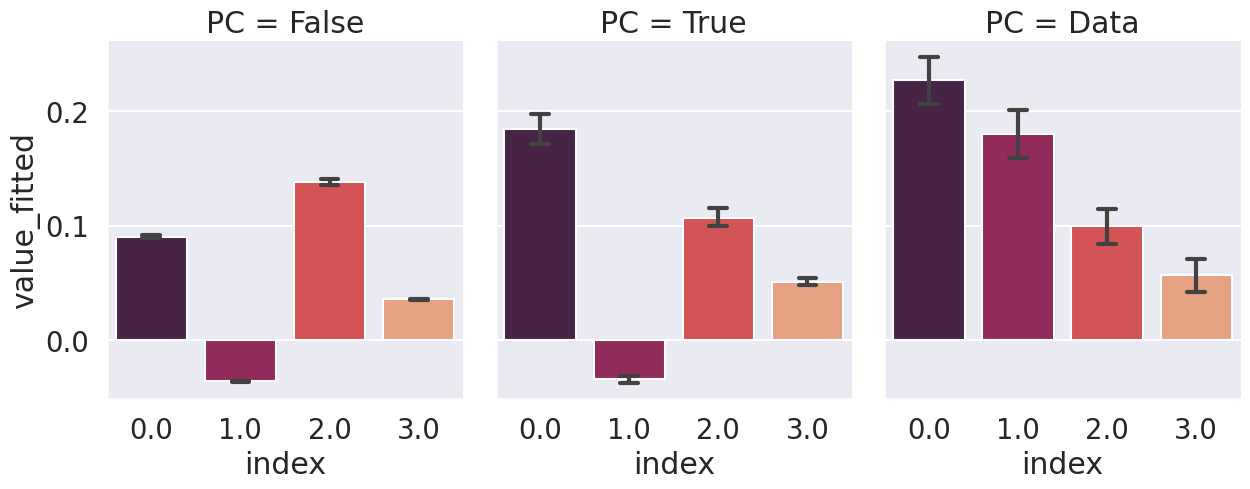 PC = False
PC = True
PC = Data
value_fitted
0.2
0.1
0.0
0.0 1.0 2.0 3.0
0.0 1.0 2.0 3.0
0.0 1.0 2.0 3.0
index
index
index